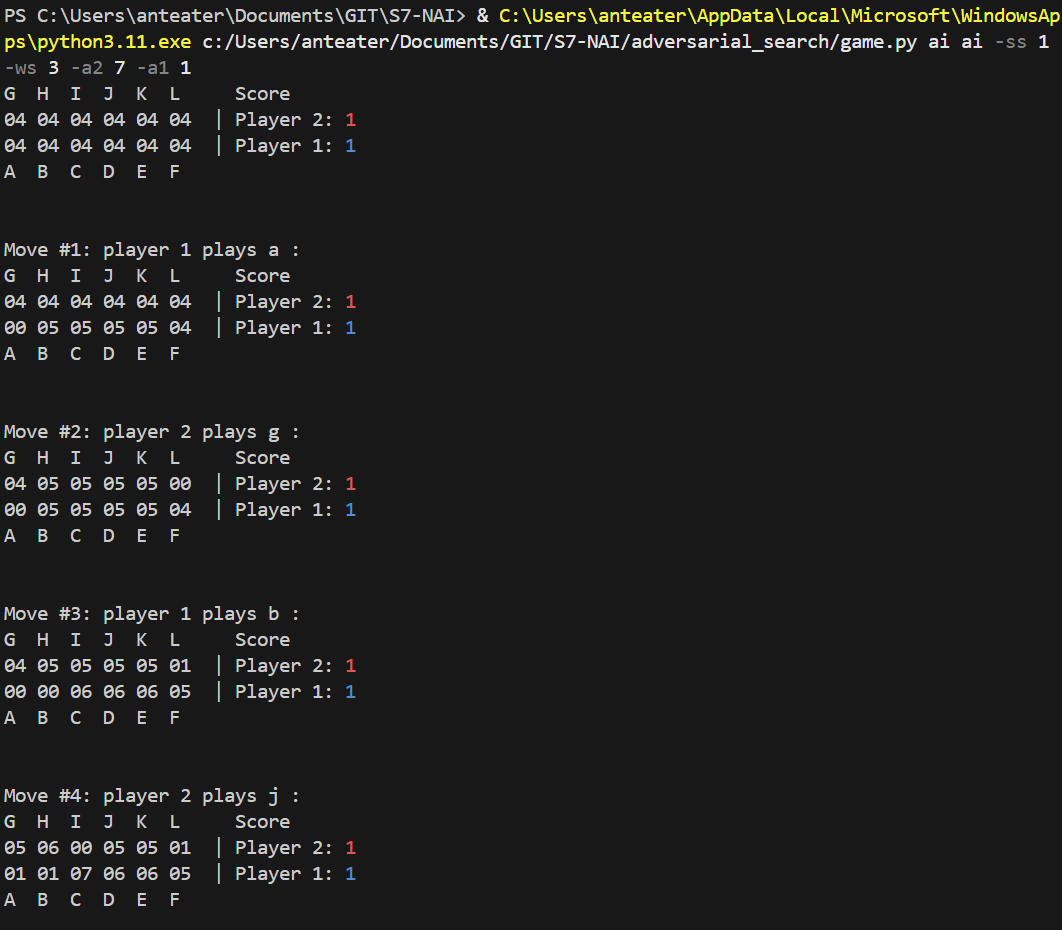 PS C:\Users\anteater\Documents\GIT\S7-NAI> & C:\Users\anteater\AppData\Local\Microsoft\WindowsAp
ps\python3.11.exe c:/Users/anteater/Documents/GIT/S7-NAI/adversarial_search/game.py ai ai -ss 1
-ws 3 -a2 7 -a1 1
G  H  I  J  K  L     Score
04 04 04 04 04 04  | Player 2: 1
04 04 04 04 04 04  | Player 1: 1
A  B  C  D  E  F
Move #1: player 1 plays a :
G  H  I  J  K  L     Score
04 04 04 04 04 04  | Player 2: 1
00 05 05 05 05 04  | Player 1: 1
A  B  C  D  E  F
Move #2: player 2 plays g :
G  H  I  J  K  L     Score
04 05 05 05 05 00  | Player 2: 1
00 05 05 05 05 04  | Player 1: 1
A  B  C  D  E  F
Move #3: player 1 plays b :
G  H  I  J  K  L     Score
04 05 05 05 05 01  | Player 2: 1
00 00 06 06 06 05  | Player 1: 1
A  B  C  D  E  F
Move #4: player 2 plays j :
G  H  I  J  K  L     Score
05 06 00 05 05 01  | Player 2: 1
01 01 07 06 06 05  | Player 1: 1
A  B  C  D  E  F